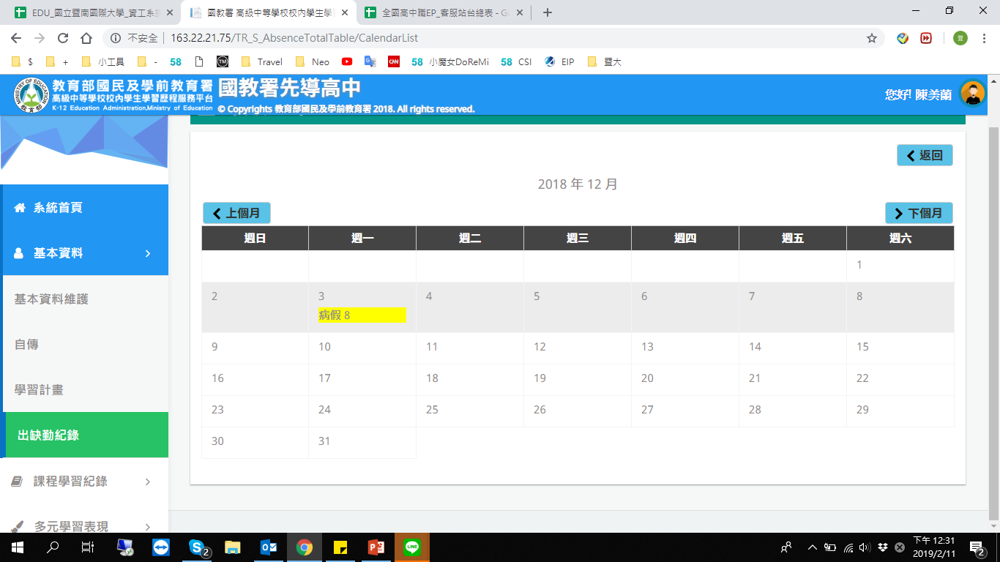 EDU_國立暨南國際大學_資工系
國教署 高級中等學校校內學生學
全國高中職EP_客服站台總表 - Go
不安全 | 163.22.21.75/TR_S_AbsenceTotalTable/CalendarList
萱
$ + 小工具 - 58 TM Travel Neo CNN 58 小魔女DoReMi 58 CSI EIP 暨大
MINISTRY OF EDUCATION
教育部
教育部國民及學前教育署
高級中等學校校內學生學習歷程服務平台
K-12 Education Administration,Ministry of Education
國教署先導高中
© Copyrights 教育部國民及學前教育署 2018. All rights reserved.
您好! 陳美蘭
系統首頁
基本資料
基本資料維護
自傳
學習計畫
出缺勤紀錄
課程學習紀錄
多元學習表現
返回
2018 年 12 月
上個月 下個月
週日 週一 週二 週三 週四 週五 週六
1
2 3 4 5 6 7 8
病假 8
9 10 11 12 13 14 15
16 17 18 19 20 21 22
23 24 25 26 27 28 29
30 31
2
LINE
下午 12:31
2019/2/11
2